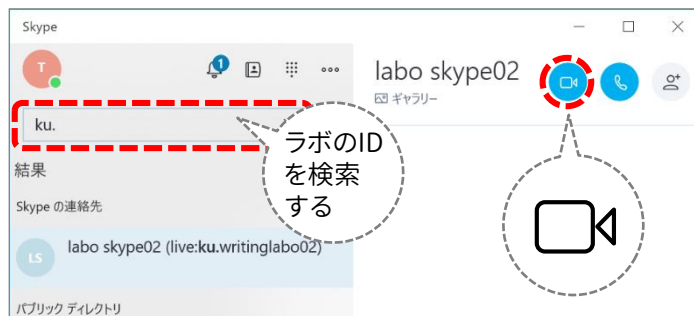 Skype
T
1
ku.
結果
Skype の連絡先
LS
labo skype02 (live:ku.writinglabo02)
パブリック ディレクトリ
ラボのID
を検索
する
labo skype02
ギャラリー